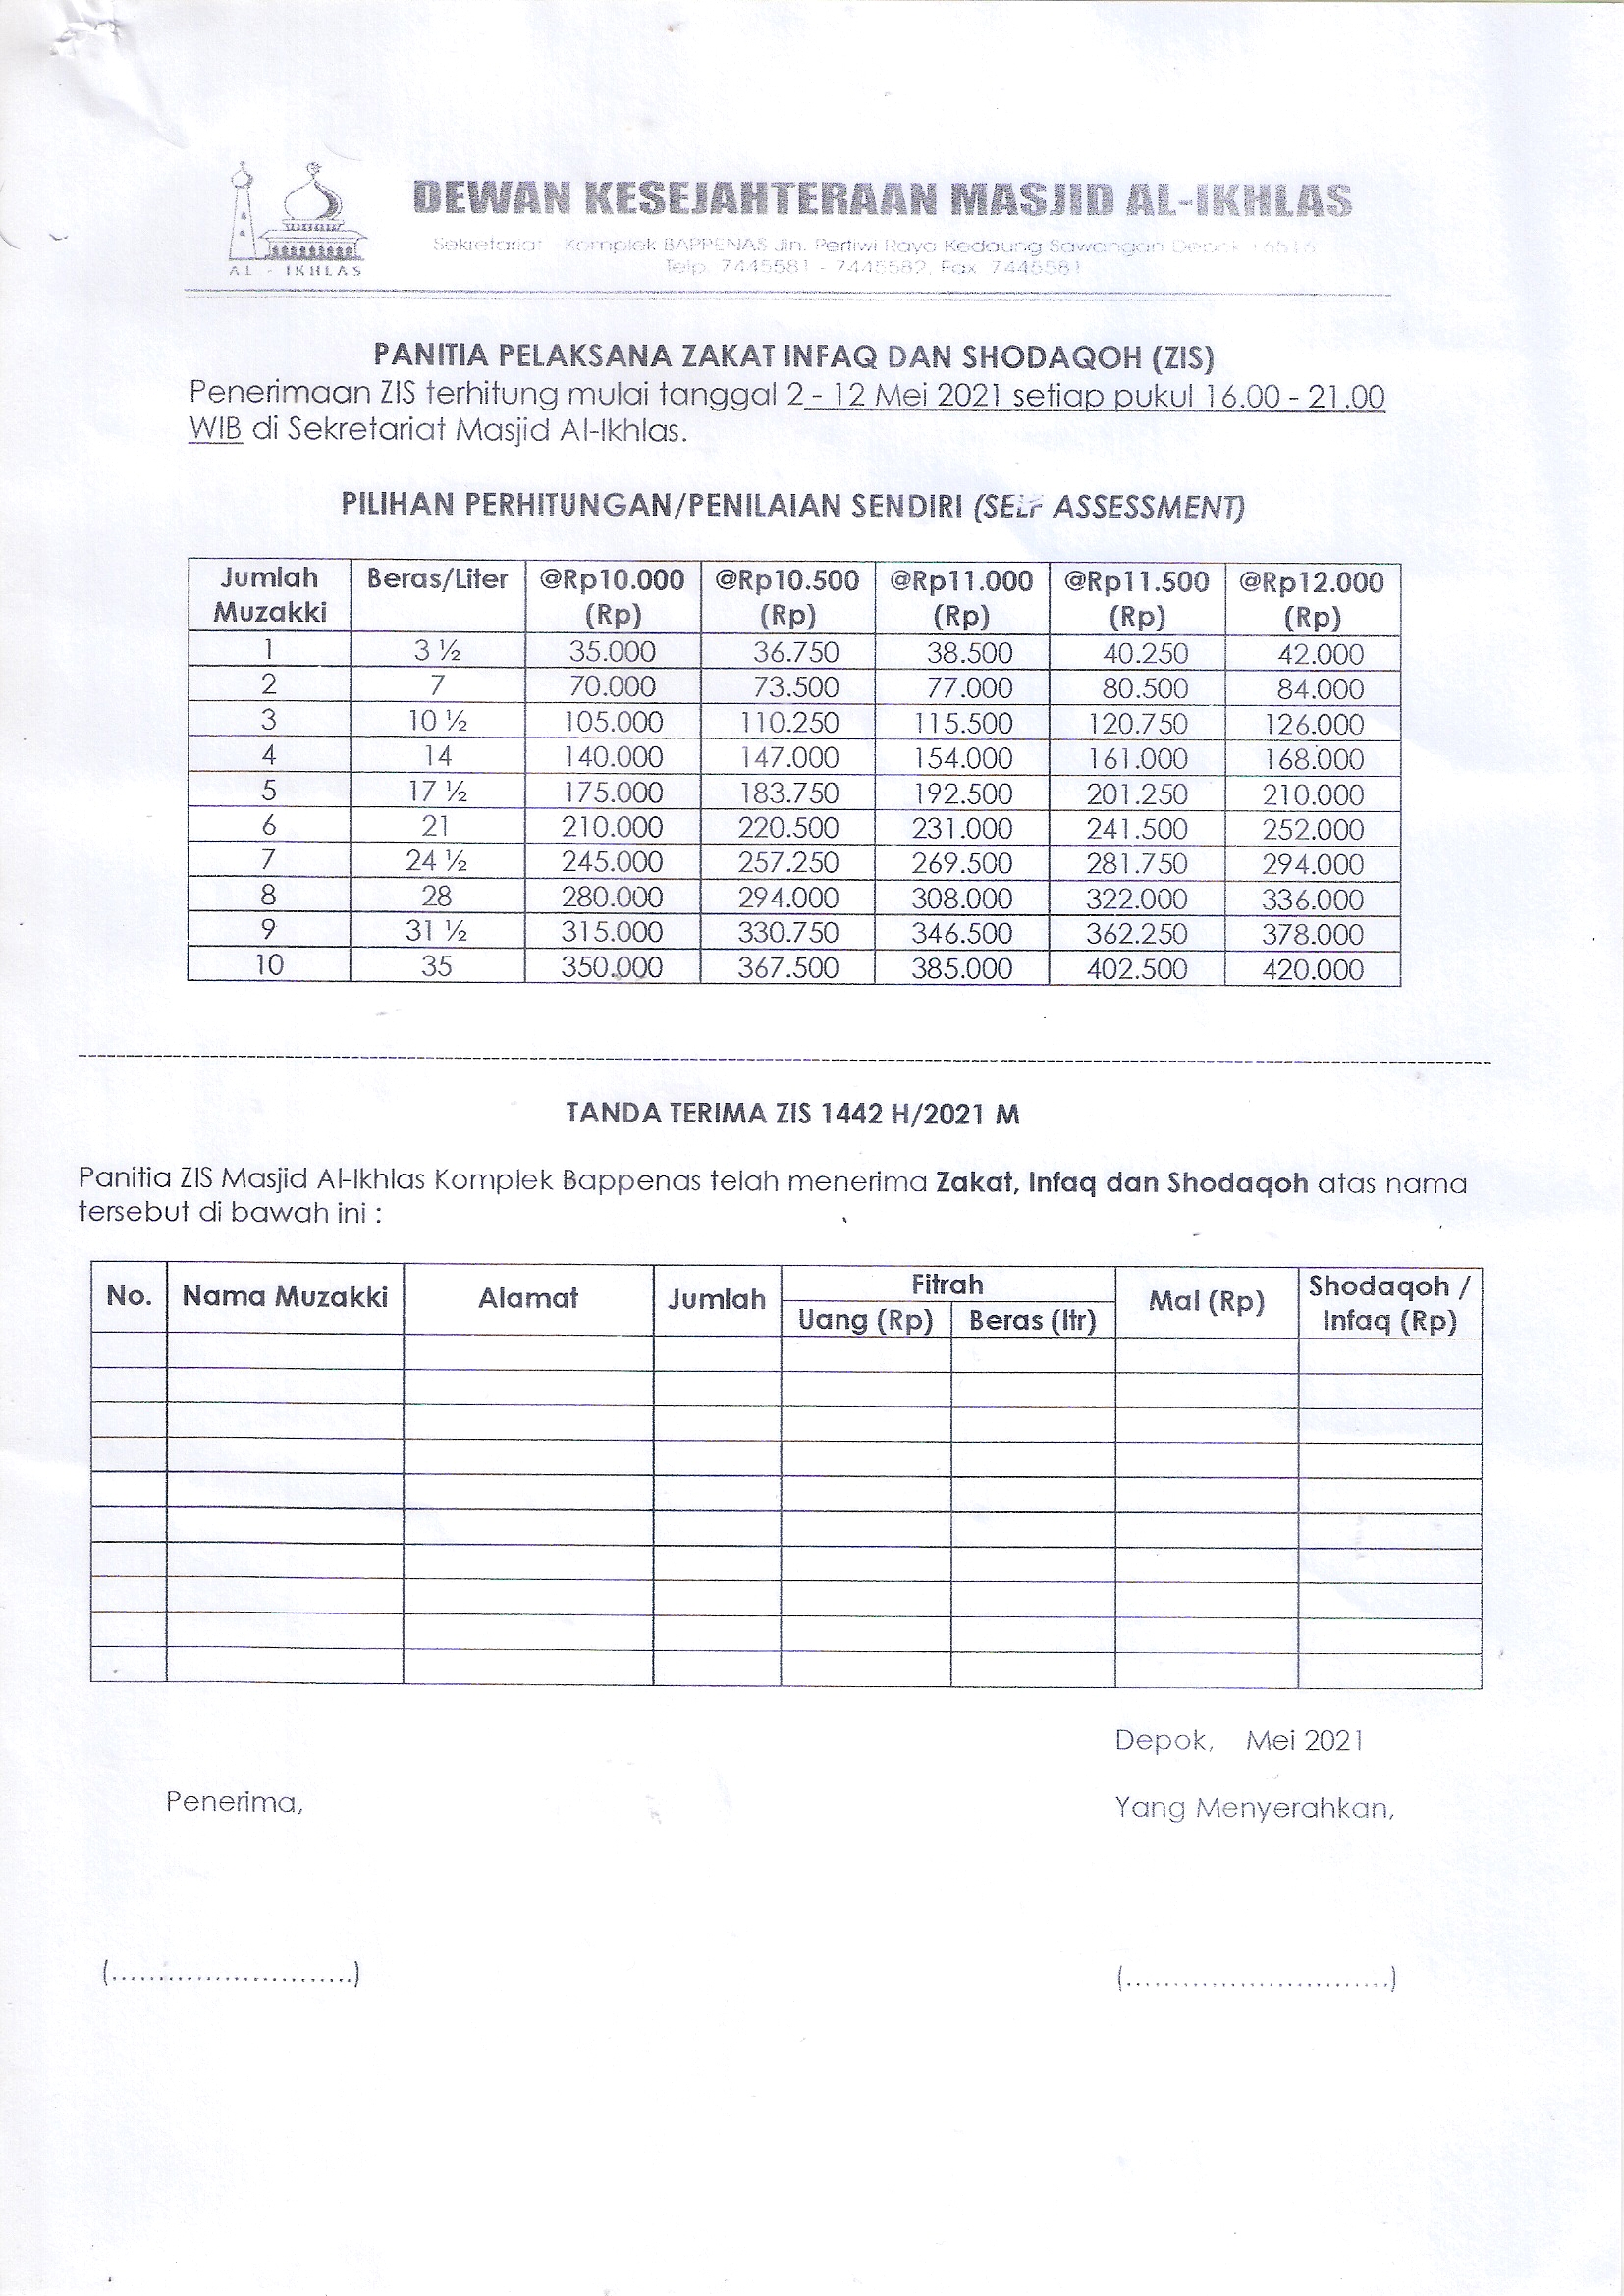 AL - IKHLAS
DEWAN KESEJAHTERAAN MASJID AL-IKHLAS
Sekretariat Komplek BAPPENAS Jln. Pertiwi Raya Kedaung Sawangan Depok 16516
Telp. 7445581 - 7445582, Fax. 7445581
PANITIA PELAKSANA ZAKAT INFAQ DAN SHODAQOH (ZIS)
Penerimaan ZIS terhitung mulai tanggal 2 - 12 Mei 2021 setiap pukul 16.00 - 21.00
WIB di Sekretariat Masjid Al-Ikhlas.
PILIHAN PERHITUNGAN/PENILAIAN SENDIRI (SELF ASSESSMENT)
Jumlah Muzakki Beras/Liter @Rp10.000 (Rp) @Rp10.500 (Rp) @Rp11.000 (Rp) @Rp11.500 (Rp) @Rp12.000 (Rp)
1 3 ½ 35.000 36.750 38.500 40.250 42.000
2 7 70.000 73.500 77.000 80.500 84.000
3 10 ½ 105.000 110.250 115.500 120.750 126.000
4 14 140.000 147.000 154.000 161.000 168.000
5 17 ½ 175.000 183.750 192.500 201.250 210.000
6 21 210.000 220.500 231.000 241.500 252.000
7 24 ½ 245.000 257.250 269.500 281.750 294.000
8 28 280.000 294.000 308.000 322.000 336.000
9 31 ½ 315.000 330.750 346.500 362.250 378.000
10 35 350.000 367.500 385.000 402.500 420.000
TANDA TERIMA ZIS 1442 H/2021 M
Panitia ZIS Masjid Al-Ikhlas Komplek Bappenas telah menerima Zakat, Infaq dan Shodaqoh atas nama
tersebut di bawah ini :
No. Nama Muzakki Alamat Jumlah Fitrah Mal (Rp) Shodaqoh / Infaq (Rp)
Uang (Rp) Beras (ltr)
Depok, Mei 2021
Penerima, Yang Menyerahkan,
(..........................) (............................)